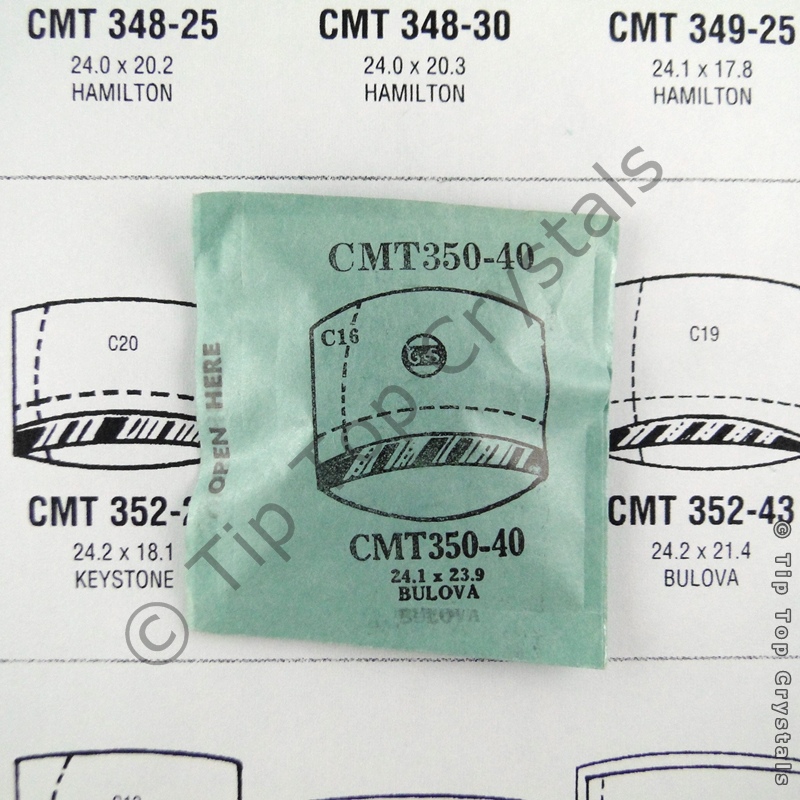 CMT 348-25
24.0 x 20.2
HAMILTON
CMT 348-30
24.0 x 20.3
HAMILTON
CMT 349-25
24.1 x 17.8
HAMILTON
C20
CMT 352-
24.2 x 18.1
KEYSTONE
CMT350-40
C16
G-S
OPEN HERE
CMT350-40
24.1 x 23.9
BULOVA
BULOVA
C19
CMT 352-43
24.2 x 21.4
BULOVA
© Tip Top Crystals
© Tip Top Crystals